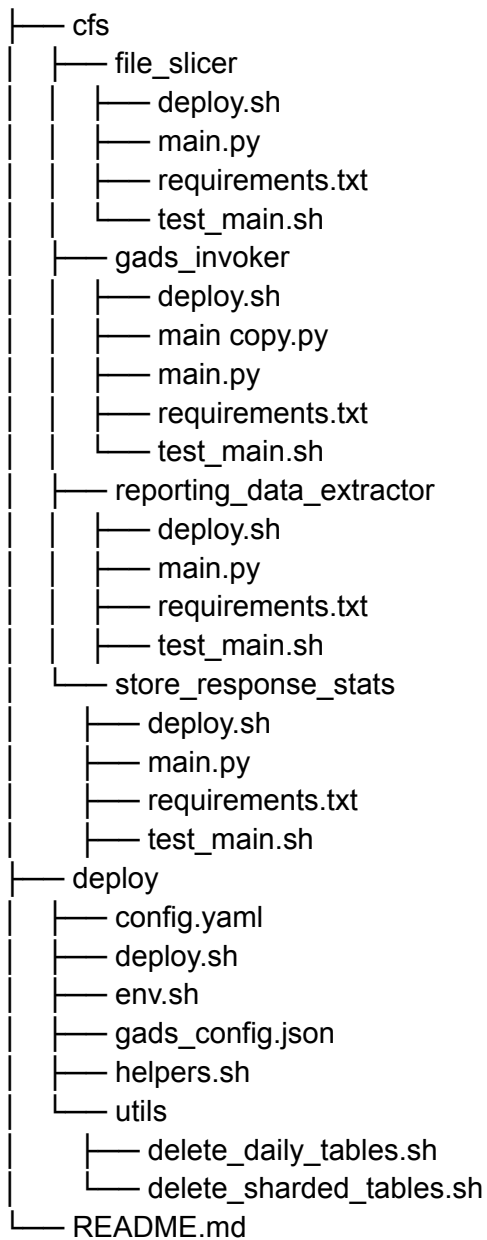 ├── cfs
│   ├── file_slicer
│   │   ├── deploy.sh
│   │   ├── main.py
│   │   ├── requirements.txt
│   │   └── test_main.sh
│   ├── gads_invoker
│   │   ├── deploy.sh
│   │   ├── main copy.py
│   │   ├── main.py
│   │   ├── requirements.txt
│   │   └── test_main.sh
│   ├── reporting_data_extractor
│   │   ├── deploy.sh
│   │   ├── main.py
│   │   ├── requirements.txt
│   │   ├── test_main.sh
│   └── store_response_stats
│       ├── deploy.sh
│       ├── main.py
│       ├── requirements.txt
│       ├── test_main.sh
├── deploy
│   ├── config.yaml
│   ├── deploy.sh
│   ├── env.sh
│   ├── gads_config.json
│   ├── helpers.sh
│   └── utils
│       ├── delete_daily_tables.sh
│       └── delete_sharded_tables.sh
└── README.md